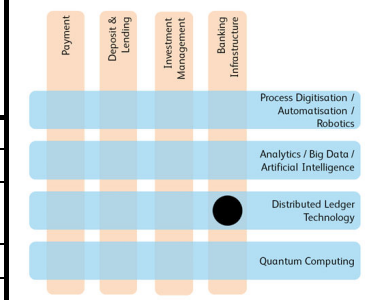 Payment
Deposit &
Lending
Investment
Management
Banking
Infrastructure
Process Digitisation /
Automatisation /
Robotics
Analytics / Big Data /
Artificial Intelligence
Distributed Ledger
Technology
Quantum Computing